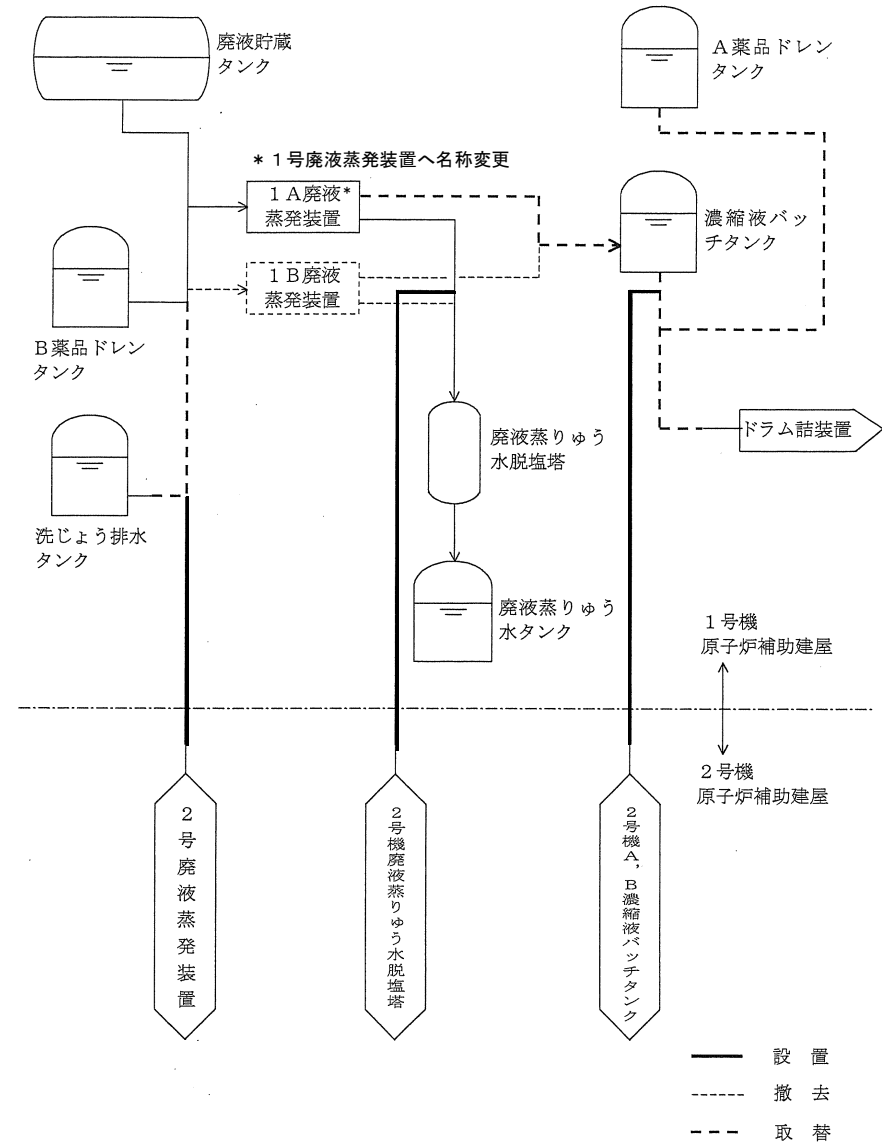 廃液貯蔵
タンク
A薬品ドレン
タンク
*1号廃液蒸発装置へ名称変更
1A廃液*
蒸発装置
濃縮液バッ
チタンク
1B廃液
蒸発装置
B薬品ドレン
タンク
ドラム詰装置
廃液蒸りゅう
水脱塩塔
洗じょう排水
タンク
廃液蒸りゅう
水タンク
1号機
原子炉補助建屋
2号機
原子炉補助建屋
2号廃液蒸発装置
2号機廃液蒸りゅう水脱塩塔
2号機A,B濃縮液バッチタンク
設 置
撤 去
取 替